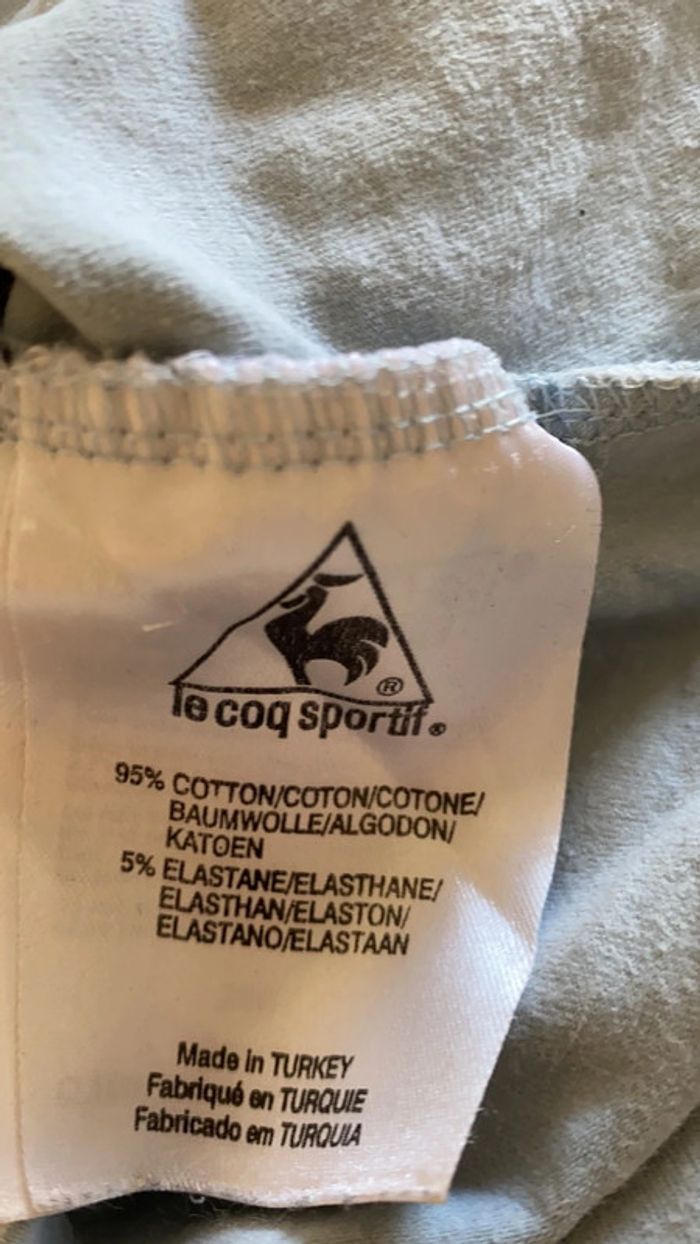 ®
le coq sportif®
95% COTTON/COTON/COTONE/
BAUMWOLLE/ALGODON/
KATOEN
5% ELASTANE/ELASTHANE/
ELASTHAN/ELASTON/
ELASTANO/ELASTAAN
Made in TURKEY
Fabriqué en TURQUIE
Fabricado em TURQUIA